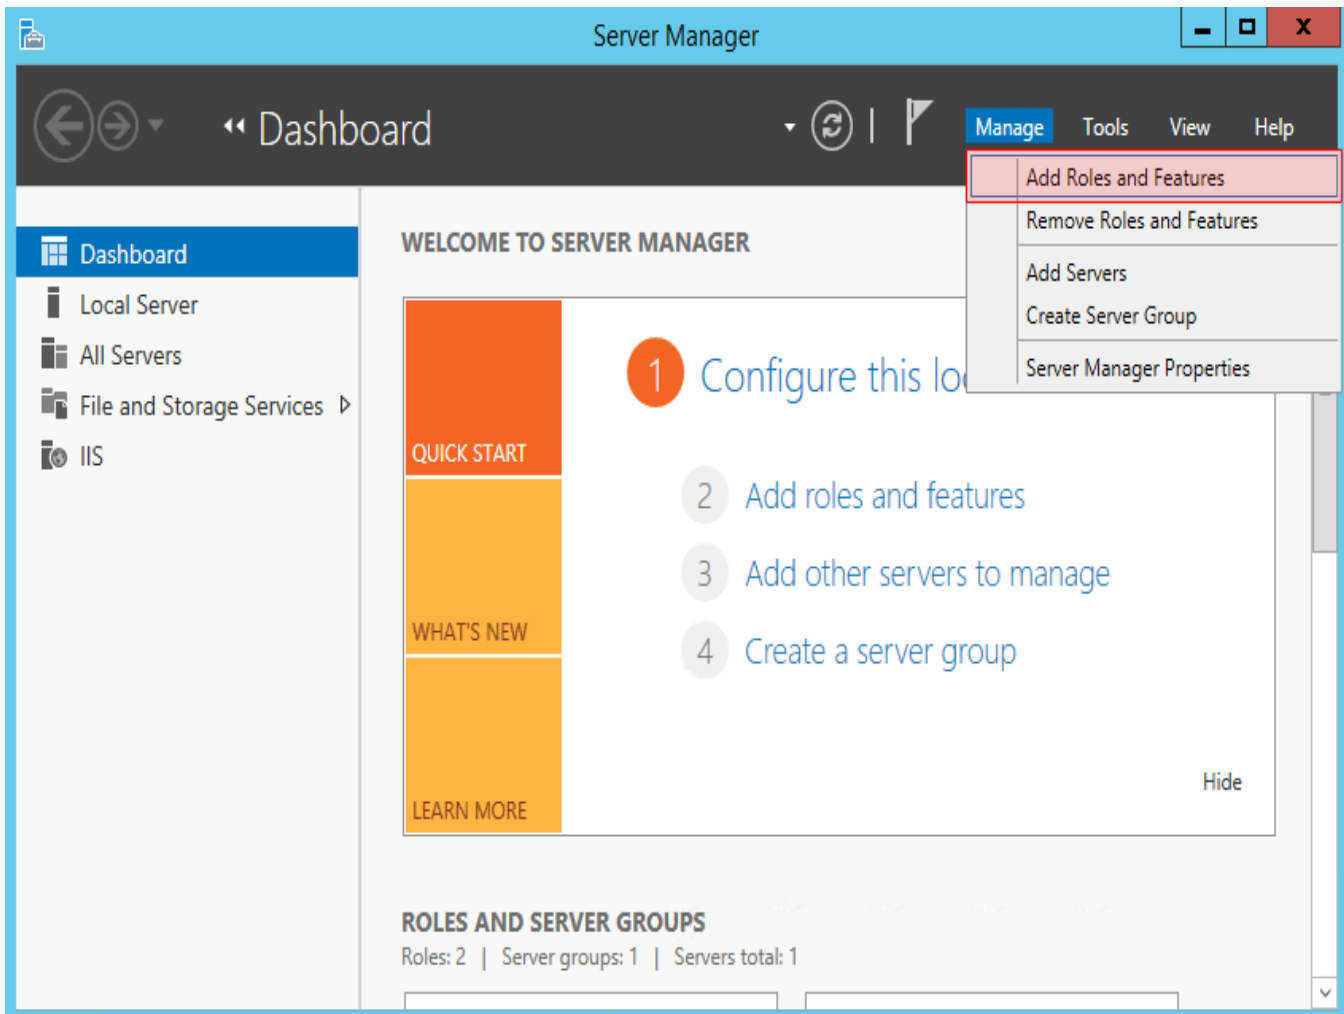 Server Manager
Dashboard
Manage Tools View Help
Add Roles and Features
Remove Roles and Features
Add Servers
Create Server Group
Server Manager Properties
Dashboard
Local Server
All Servers
File and Storage Services
IIS
WELCOME TO SERVER MANAGER
QUICK START
WHAT'S NEW
LEARN MORE
1 Configure this lo
2 Add roles and features
3 Add other servers to manage
4 Create a server group
Hide
ROLES AND SERVER GROUPS
Roles: 2 | Server groups: 1 | Servers total: 1